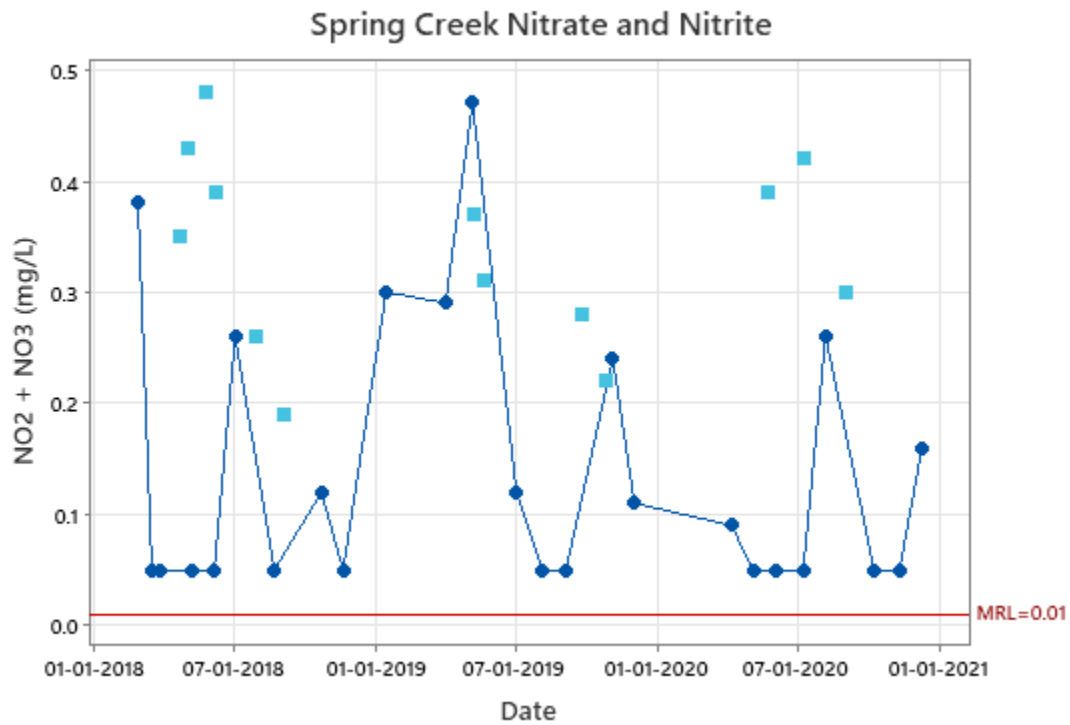 Spring Creek Nitrate and Nitrite
NO2 + NO3 (mg/L)
0.5
0.4
0.3
0.2
0.1
0.0
MRL=0.01
01-01-2018 07-01-2018 01-01-2019 07-01-2019 01-01-2020 07-01-2020 01-01-2021
Date